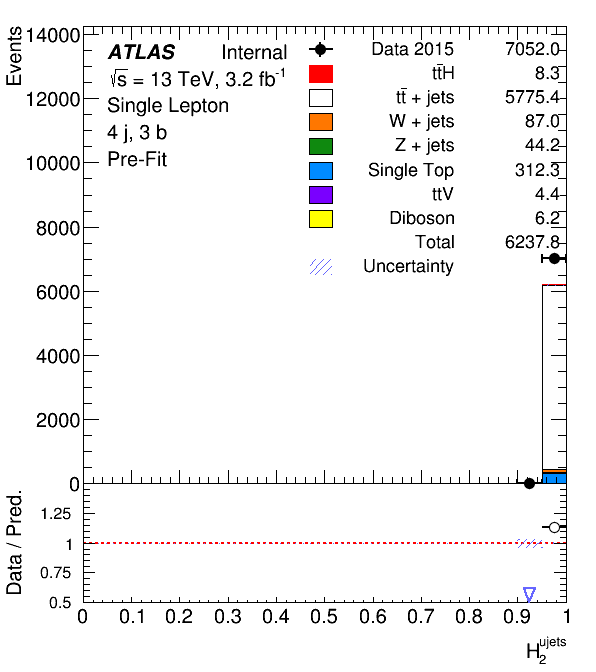 Events
14000
12000
10000
8000
6000
4000
2000
0
ATLAS Internal
√s = 13 TeV, 3.2 fb⁻¹
Single Lepton
4 j, 3 b
Pre-Fit
Data 2015 7052.0
tt̄H 8.3
tt̄ + jets 5775.4
W + jets 87.0
Z + jets 44.2
Single Top 312.3
ttV 4.4
Diboson 6.2
Total 6237.8
Uncertainty
Data / Pred.
1.25
1
0.75
0.5
0 0.1 0.2 0.3 0.4 0.5 0.6 0.7 0.8 0.9 1
H₂^ujets